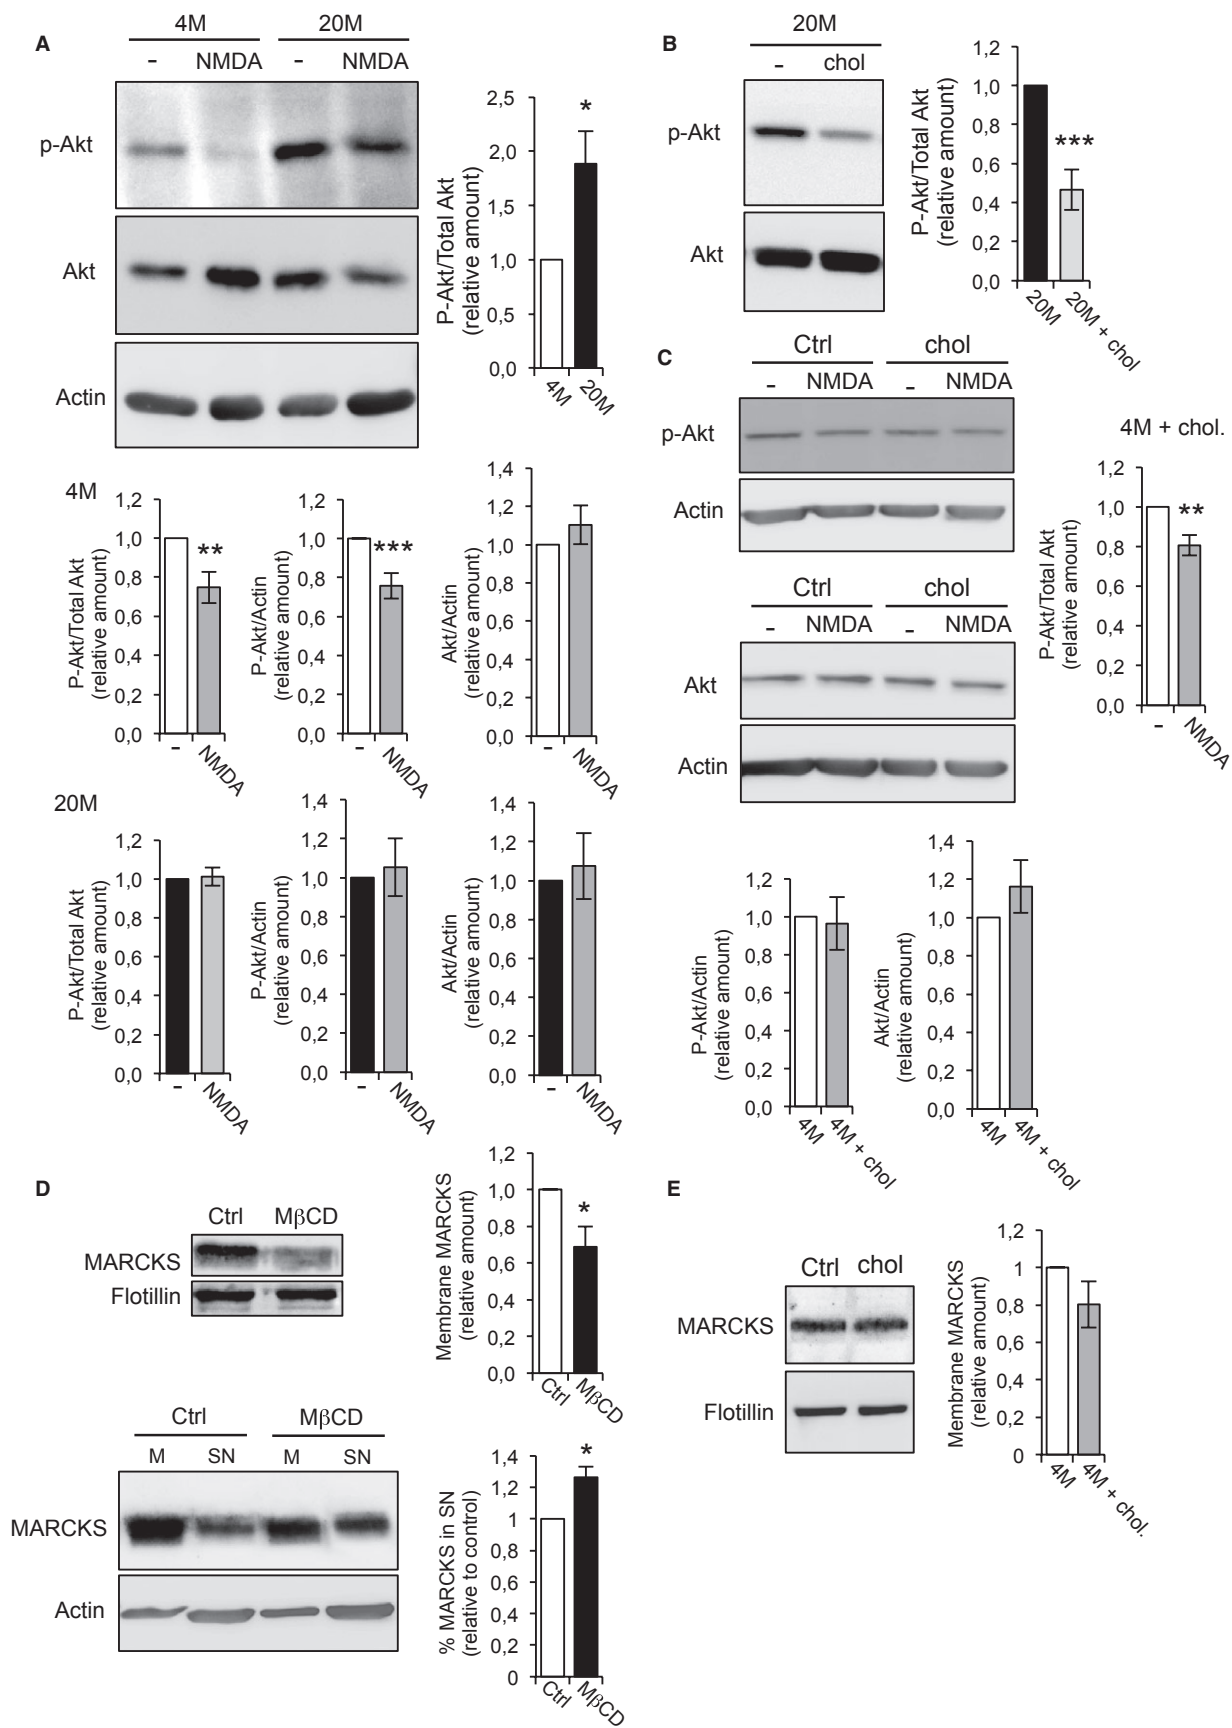 A
4M 20M
- NMDA - NMDA
p-Akt
Akt
Actin
P-Akt/Total Akt
(relative amount)
2,5
2,0
1,5
1,0
0,5
0,0
*
4M
20M
4M
P-Akt/Total Akt
(relative amount)
1,2
1,0
0,8
0,6
0,4
0,2
0,0
**
-
NMDA
P-Akt/Actin
(relative amount)
1,2
1,0
0,8
0,6
0,4
0,2
0,0
***
-
NMDA
Akt/Actin
(relative amount)
1,4
1,2
1,0
0,8
0,6
0,4
0,2
0,0
-
NMDA
20M
P-Akt/Total Akt
(relative amount)
1,2
1,0
0,8
0,6
0,4
0,2
0,0
-
NMDA
P-Akt/Actin
(relative amount)
1,4
1,2
1,0
0,8
0,6
0,4
0,2
0,0
-
NMDA
Akt/Actin
(relative amount)
1,4
1,2
1,0
0,8
0,6
0,4
0,2
0,0
-
NMDA
B
20M
- chol
p-Akt
Akt
P-Akt/Total Akt
(relative amount)
1,2
1,0
0,8
0,6
0,4
0,2
0,0
***
20M
20M + chol
C
Ctrl chol
- NMDA - NMDA
p-Akt
Actin
Ctrl chol
- NMDA - NMDA
Akt
Actin
4M + chol.
P-Akt/Total Akt
(relative amount)
1,2
1,0
0,8
0,6
0,4
0,2
0,0
**
-
NMDA
P-Akt/Actin
(relative amount)
1,2
1,0
0,8
0,6
0,4
0,2
0,0
4M
4M + chol
Akt/Actin
(relative amount)
1,4
1,2
1,0
0,8
0,6
0,4
0,2
0,0
4M
4M + chol
D
Ctrl MβCD
MARCKS
Flotillin
Membrane MARCKS
(relative amount)
1,2
1,0
0,8
0,6
0,4
0,2
0,0
*
Ctrl
MβCD
Ctrl MβCD
M SN M SN
MARCKS
Actin
% MARCKS in SN
(relative to control)
1,4
1,2
1
0,8
0,6
0,4
0,2
0
*
Ctrl
MβCD
E
Ctrl chol
MARCKS
Flotillin
Membrane MARCKS
(relative amount)
1,2
1
0,8
0,6
0,4
0,2
0
4M
4M + chol.